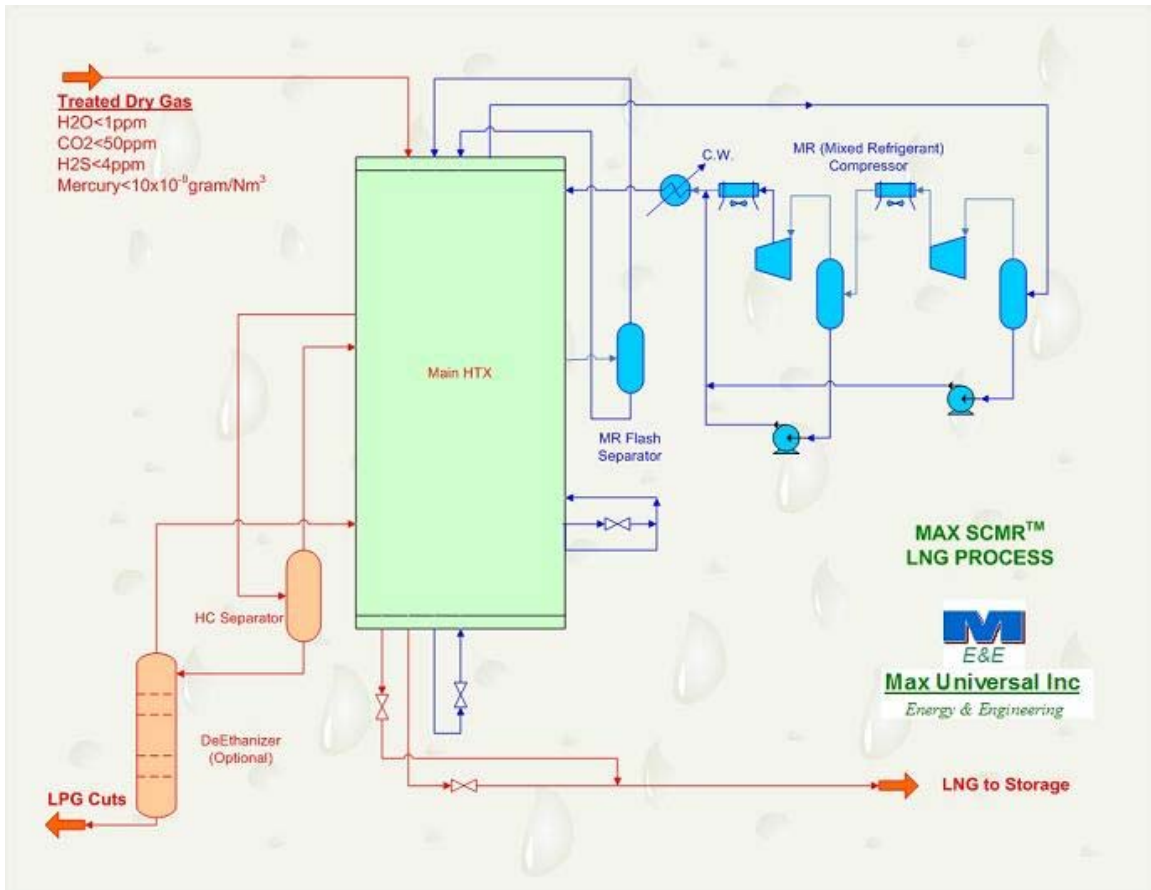 Treated Dry Gas
H2O<1ppm
CO2<50ppm
H2S<4ppm
Mercury<10x10⁻⁹gram/Nm³
C.W.
MR (Mixed Refrigerant)
Compressor
Main HTX
MR Flash
Separator
MAX SCMR™
LNG PROCESS
HC Separator
M
E&E
Max Universal Inc
Energy & Engineering
DeEthanizer
(Optional)
LPG Cuts
LNG to Storage